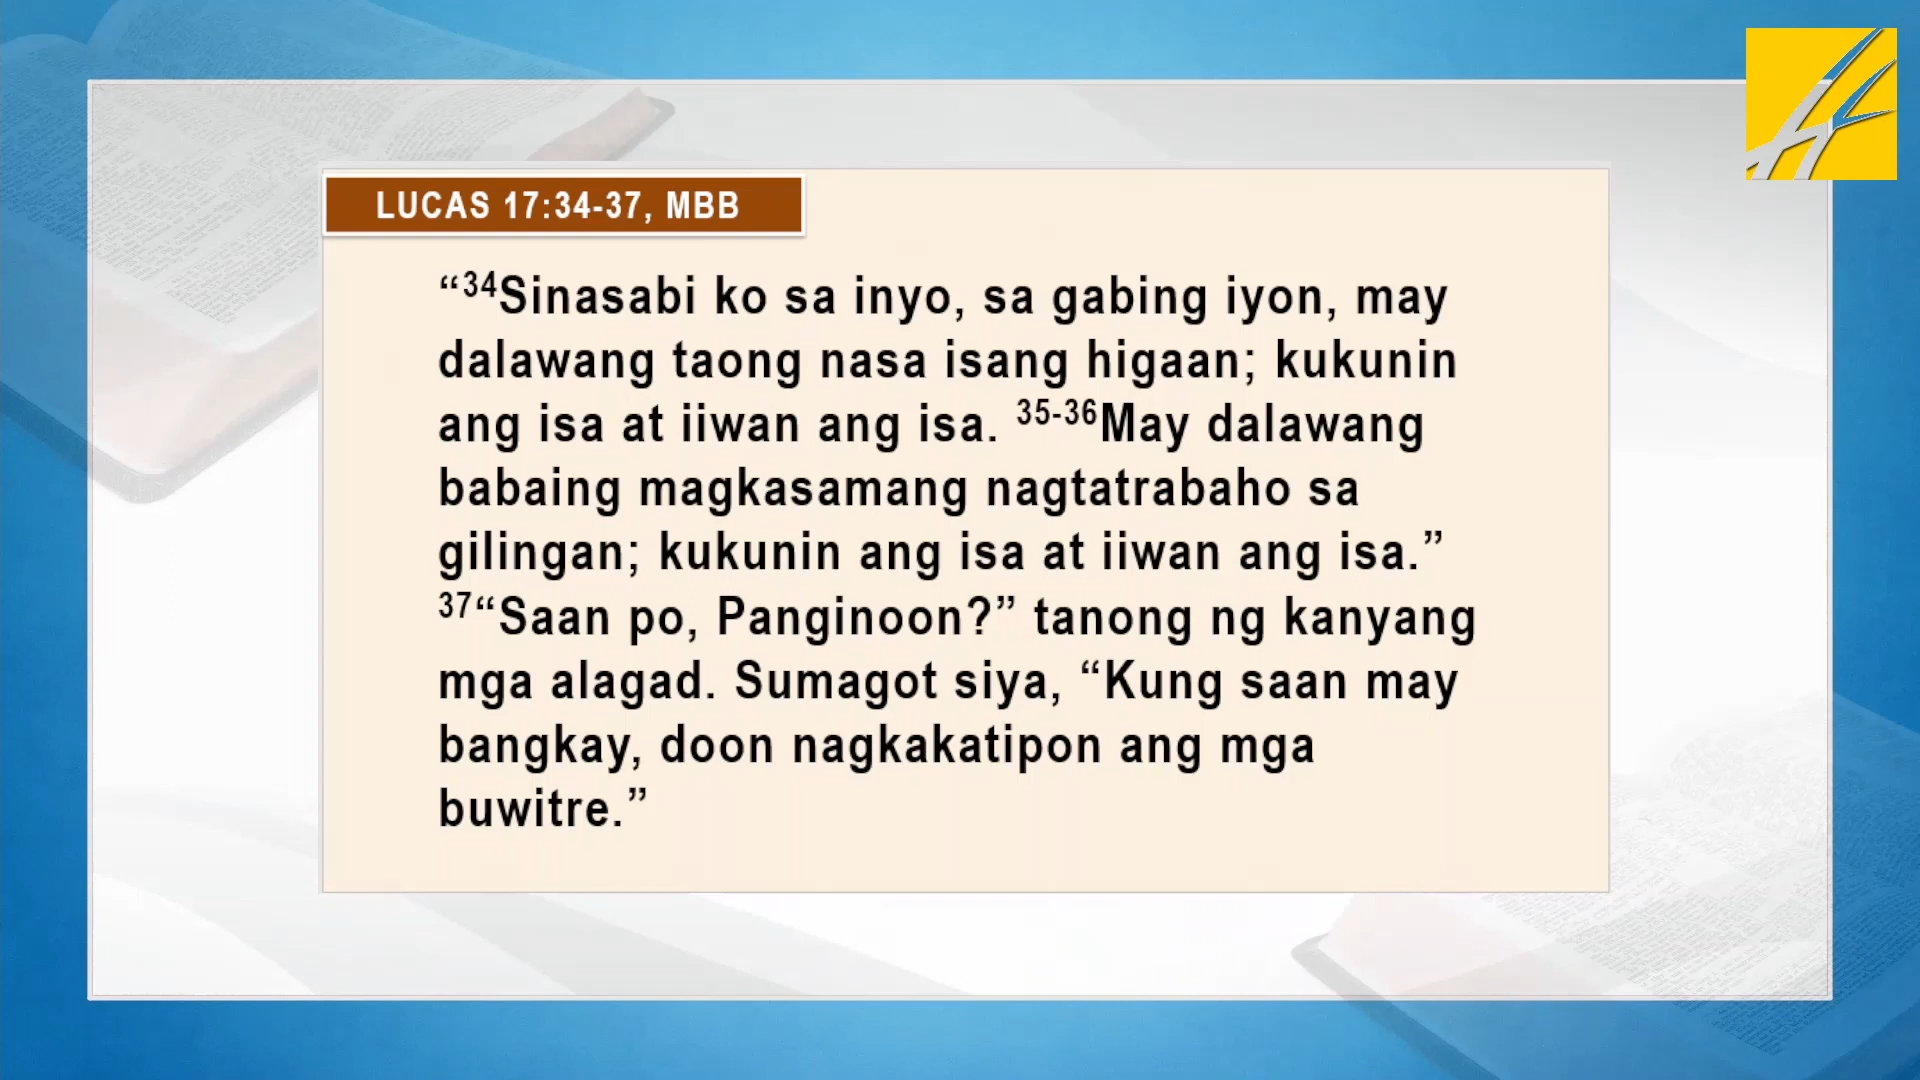 LUCAS 17:34-37, MBB
“34Sinasabi ko sa inyo, sa gabing iyon, may
dalawang taong nasa isang higaan; kukunin
ang isa at iiwan ang isa. 35-36May dalawang
babaing magkasamang nagtatrabaho sa
gilingan; kukunin ang isa at iiwan ang isa.”
37“Saan po, Panginoon?” tanong ng kanyang
mga alagad. Sumagot siya, “Kung saan may
bangkay, doon nagkakatipon ang mga
buwitre.”